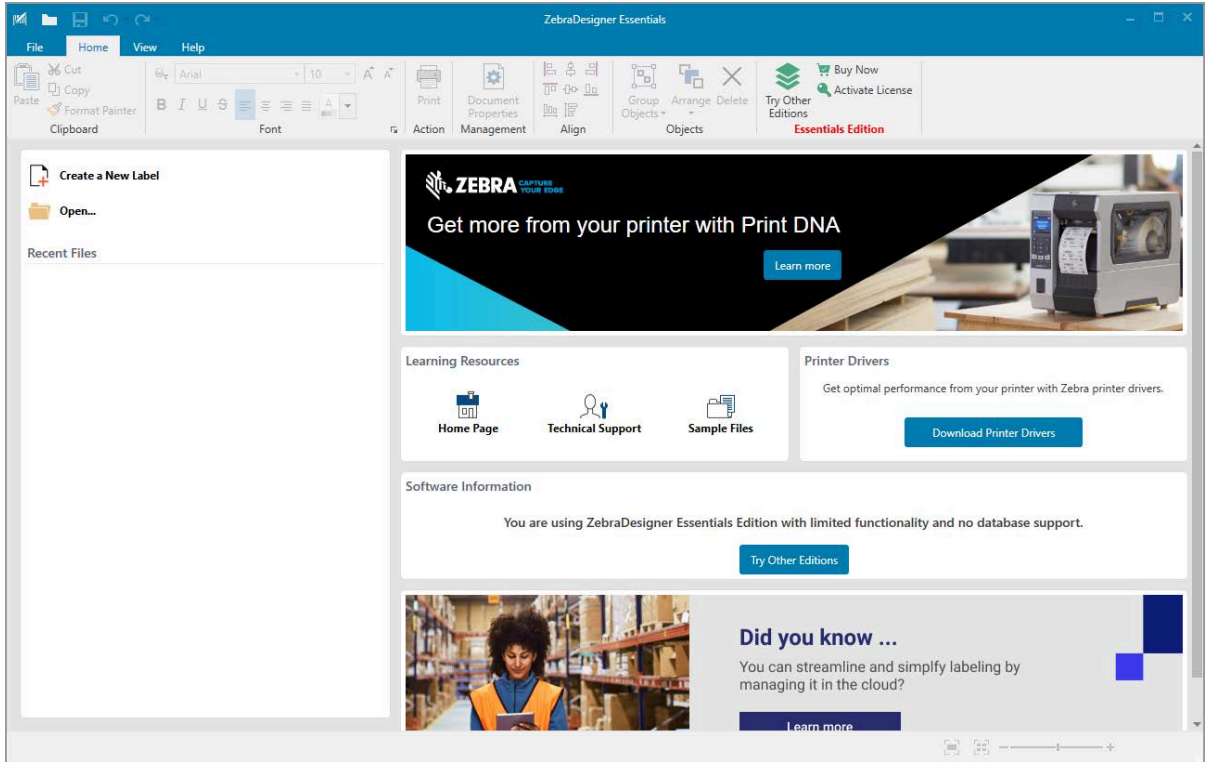 ZebraDesigner Essentials
File Home View Help
Paste
Cut
Copy
Format Painter
Clipboard
Arial 10
B I U S
Font
Print
Action
Document
Properties
Management
Align
Group
Objects
Arrange
Delete
Objects
Try Other
Editions
Buy Now
Activate License
Essentials Edition
Create a New Label
Open...
Recent Files
ZEBRA CAPTURE
YOUR EDGE
Get more from your printer with Print DNA
Learn more
Learning Resources
Home Page
Technical Support
Sample Files
Printer Drivers
Get optimal performance from your printer with Zebra printer drivers.
Download Printer Drivers
Software Information
You are using ZebraDesigner Essentials Edition with limited functionality and no database support.
Try Other Editions
Did you know ...
You can streamline and simplfy labeling by
managing it in the cloud?
Learn more